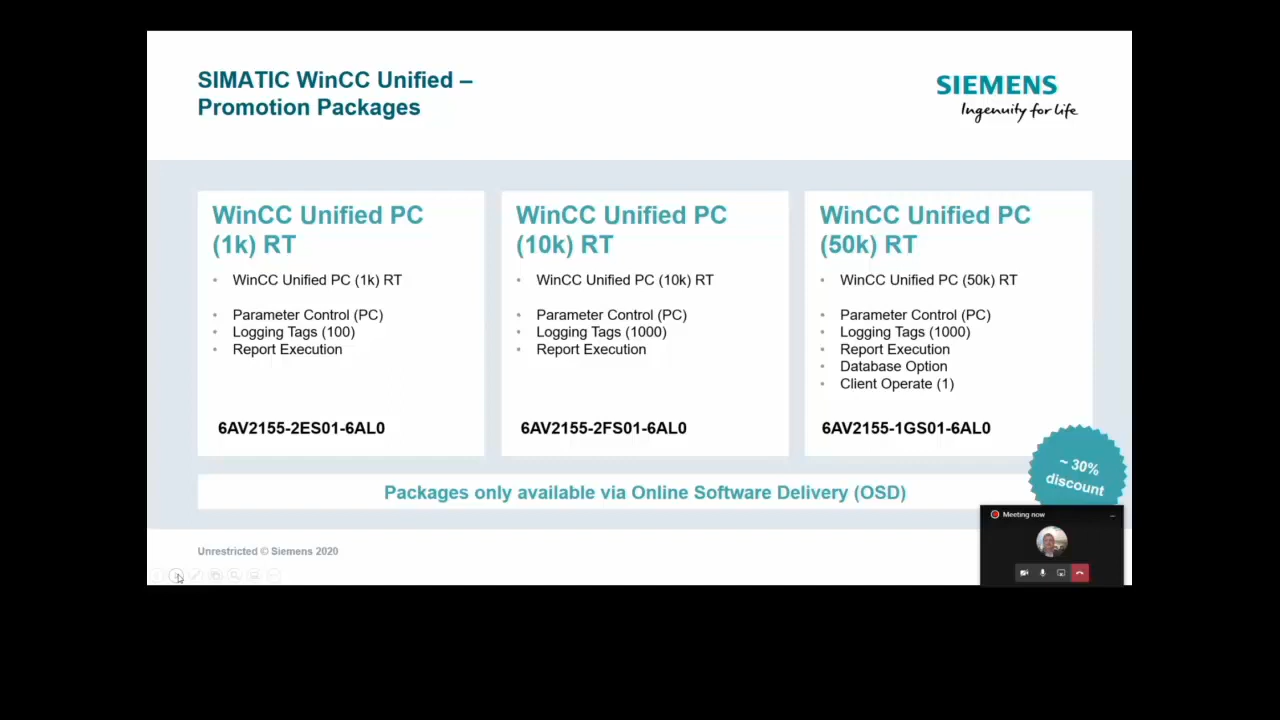 SIMATIC WinCC Unified –
Promotion Packages
SIEMENS
Ingenuity for life
WinCC Unified PC
(1k) RT
• WinCC Unified PC (1k) RT
• Parameter Control (PC)
• Logging Tags (100)
• Report Execution
6AV2155-2ES01-6AL0
WinCC Unified PC
(10k) RT
• WinCC Unified PC (10k) RT
• Parameter Control (PC)
• Logging Tags (1000)
• Report Execution
6AV2155-2FS01-6AL0
WinCC Unified PC
(50k) RT
• WinCC Unified PC (50k) RT
• Parameter Control (PC)
• Logging Tags (1000)
• Report Execution
• Database Option
• Client Operate (1)
6AV2155-1GS01-6AL0
~ 30%
discount
Packages only available via Online Software Delivery (OSD)
Meeting now
Unrestricted © Siemens 2020